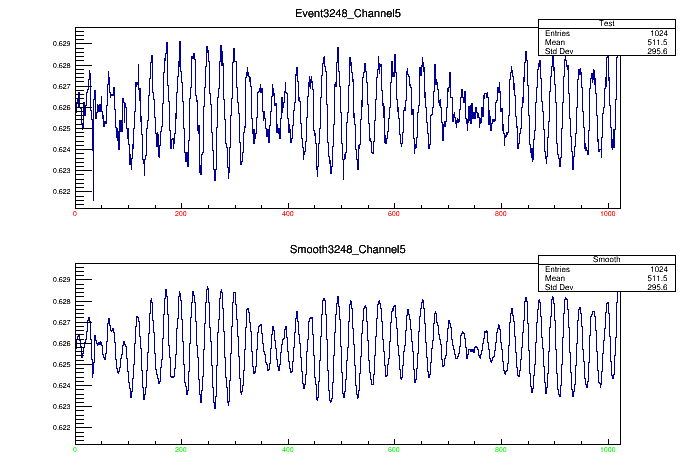 Event3248_Channel5
Test
Entries 1024
Mean 511.5
Std Dev 295.6
0.629
0.628
0.627
0.626
0.625
0.624
0.623
0.622
0 200 400 600 800 1000
Smooth3248_Channel5
Smooth
Entries 1024
Mean 511.5
Std Dev 295.6
0.629
0.628
0.627
0.626
0.625
0.624
0.623
0.622
0 200 400 600 800 1000